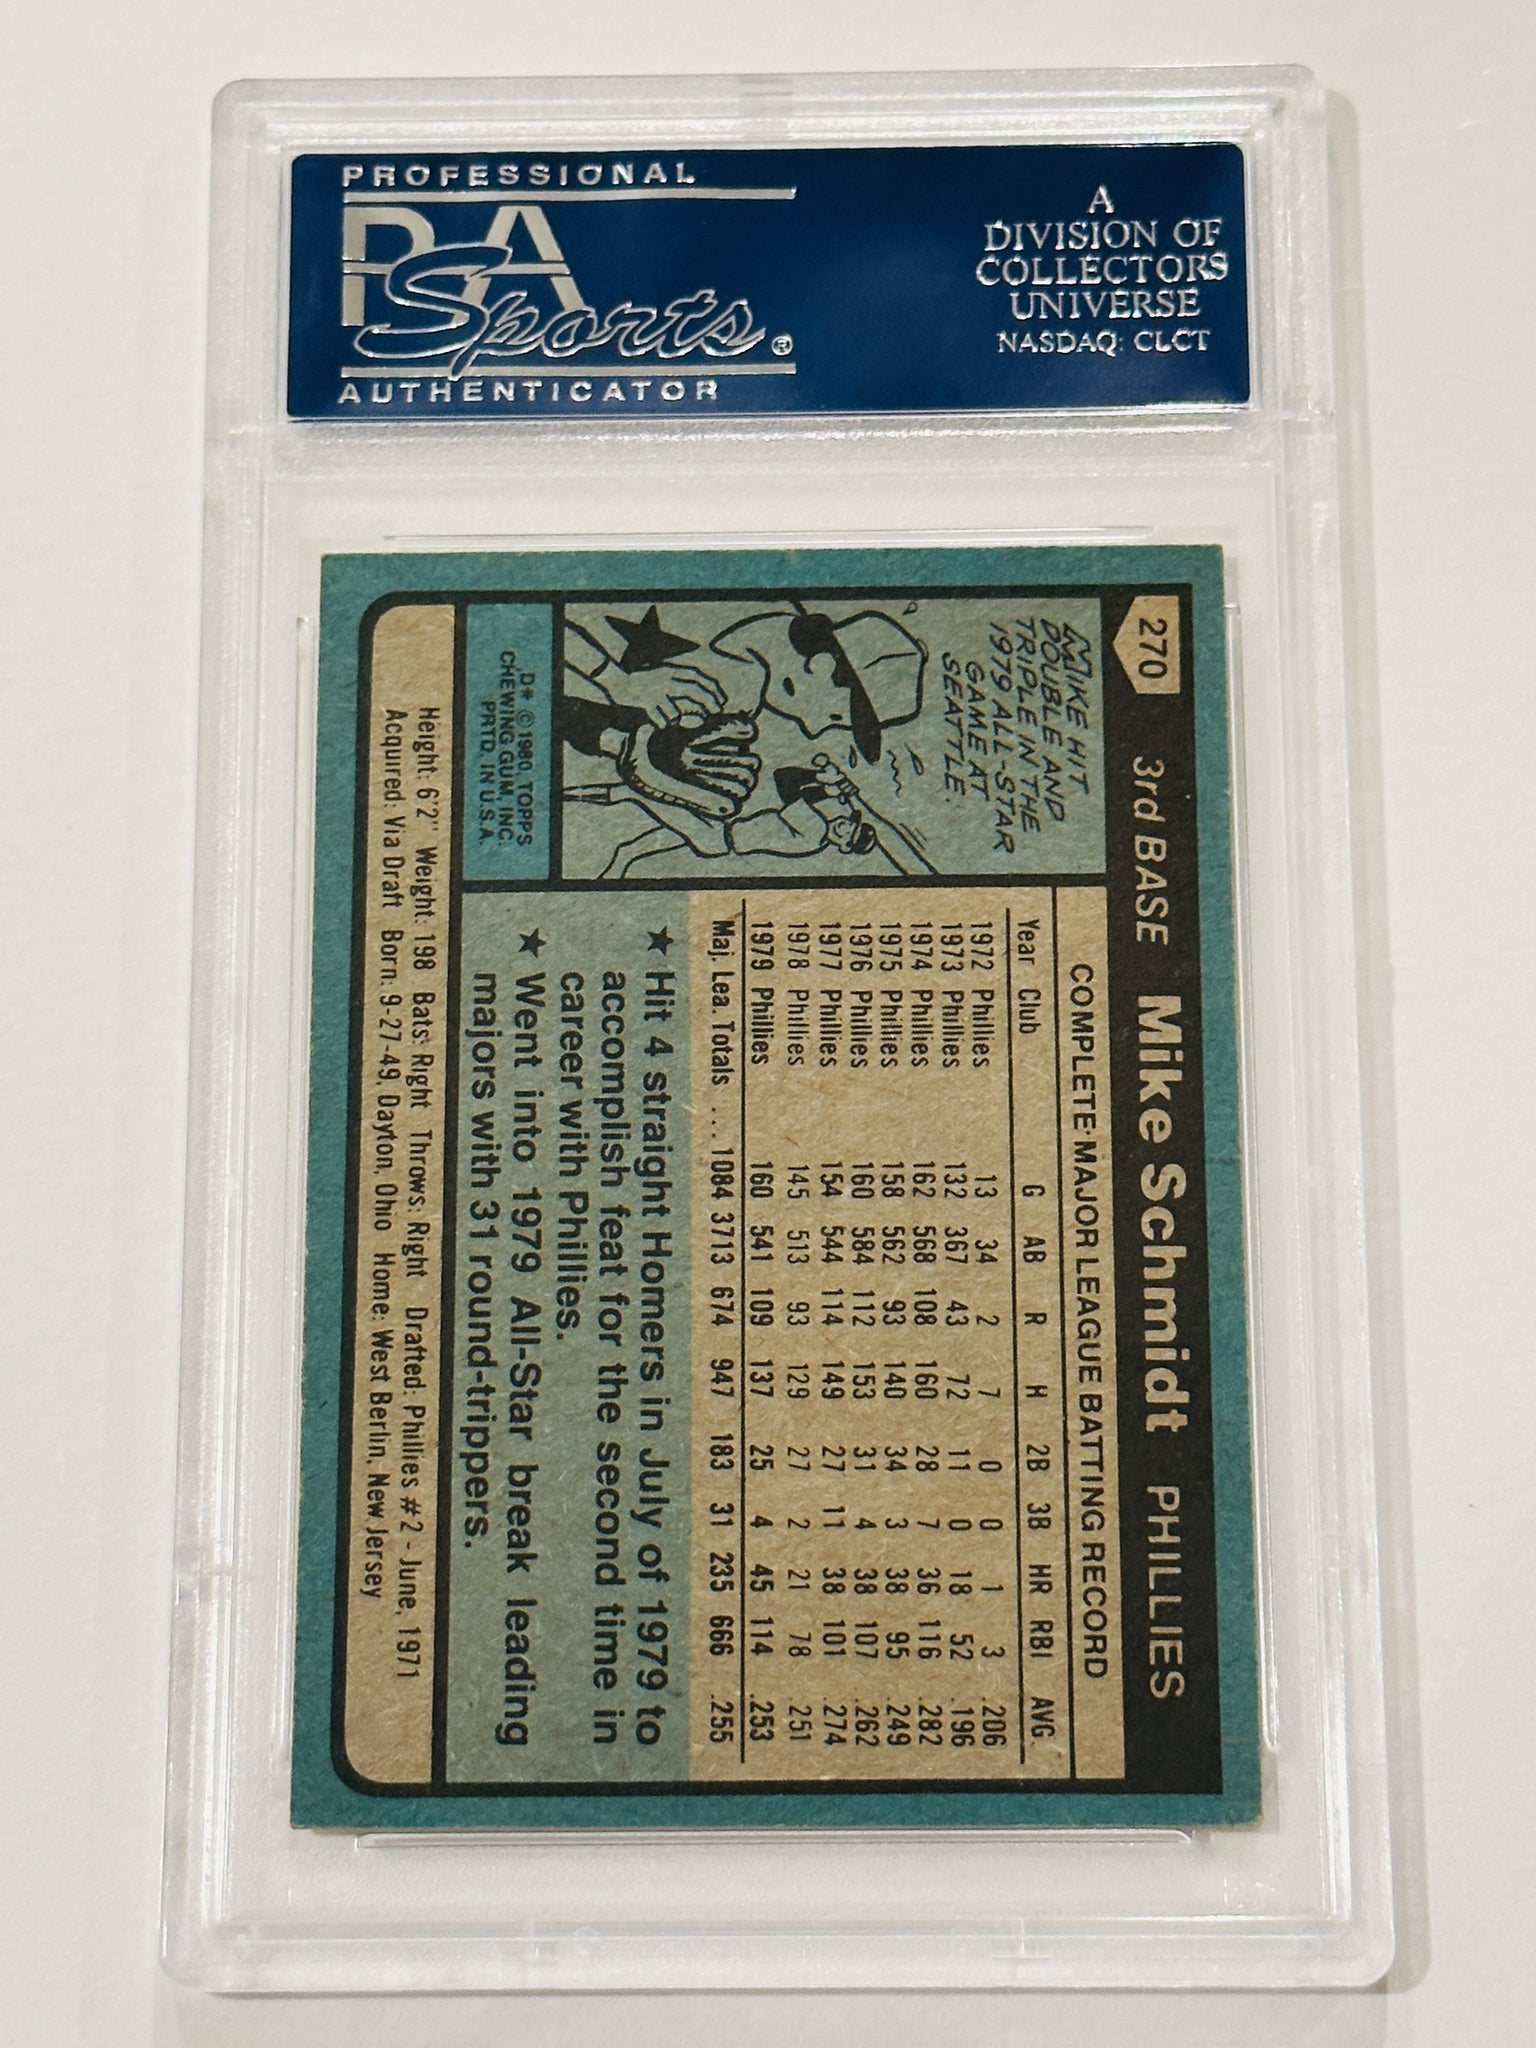 PROFESSIONAL
PSA
Sports®
AUTHENTICATOR
A
DIVISION OF
COLLECTORS
UNIVERSE
NASDAQ: CLCT
270 3rd BASE Mike Schmidt PHILLIES
MIKE HIT
DOUBLE AND
TRIPLE IN THE
1979 ALL-STAR
GAME AT
SEATTLE.
D* © 1980 TOPPS
CHEWING GUM, INC.
PRTD. IN U.S.A.
COMPLETE MAJOR LEAGUE BATTING RECORD
Year Club G AB R H 2B 3B HR RBI AVG.
1972 Phillies 13 34 2 7 0 0 1 3 .206
1973 Phillies 132 367 43 72 11 0 18 52 .196
1974 Phillies 162 568 108 160 28 7 36 116 .282
1975 Phillies 158 562 93 140 34 3 38 95 .249
1976 Phillies 160 584 112 153 31 4 38 107 .262
1977 Phillies 154 544 114 149 27 11 38 101 .274
1978 Phillies 145 513 93 129 27 2 21 78 .251
1979 Phillies 160 541 109 137 25 4 45 114 .253
Maj. Lea. Totals ... 1084 3713 674 947 183 31 235 666 .255
★ Hit 4 straight Homers in July of 1979 to
accomplish feat for the second time in
career with Phillies.
★ Went into 1979 All-Star break leading
majors with 31 round-trippers.
Height: 6'2" Weight: 198 Bats: Right Throws: Right Drafted: Phillies #2 - June, 1971
Acquired: Via Draft Born: 9-27-49, Dayton, Ohio Home: West Berlin, New Jersey